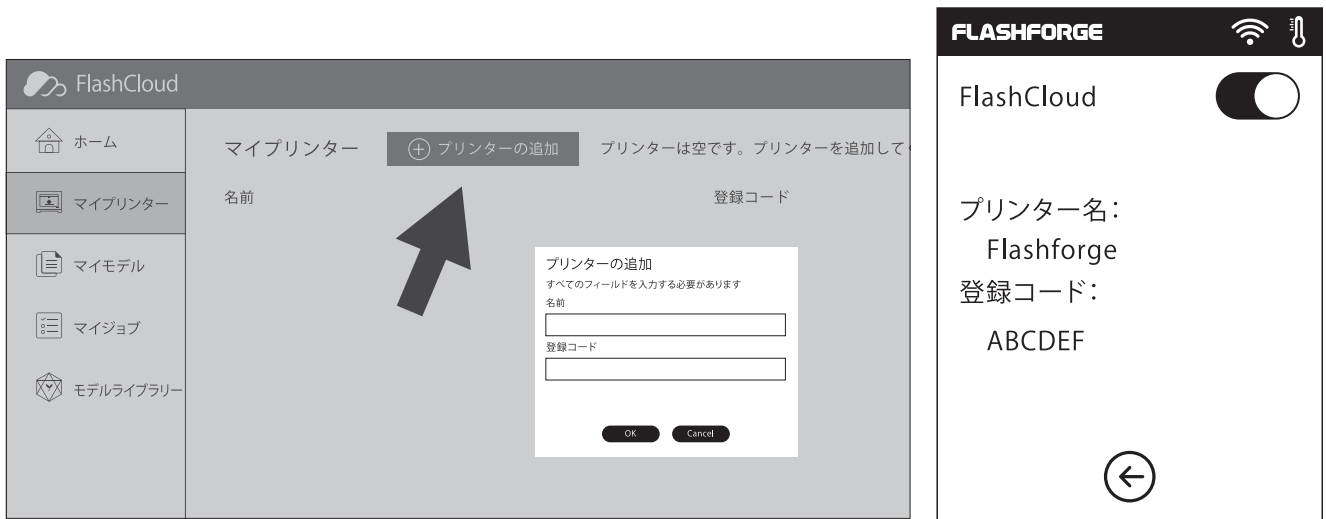 FlashCloud
ホーム
マイプリンター
マイモデル
マイジョブ
モデルライブラリー
マイプリンター
プリンターの追加
プリンターは空です。プリンターを追加して
名前
登録コード
プリンターの追加
すべてのフィールドを入力する必要があります
名前
登録コード
OK
Cancel
FLASHFORGE
FlashCloud
プリンター名：
Flashforge
登録コード：
ABCDEF